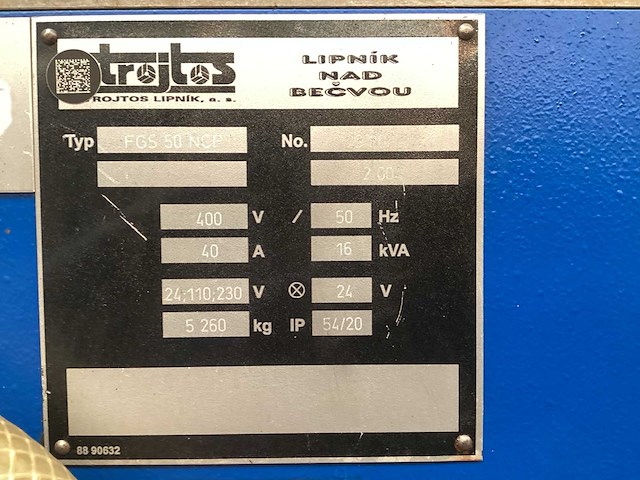 trojtos
TROJTOS LIPNÍK, a. s.
LIPNÍK
NAD
BEČVOU
Typ FGS 50 NCP No.
2.00
400 V / 50 Hz
40 A 16 kVA
24;110;230 V ⊗ 24 V
5 260 kg IP 54/20
88 90632